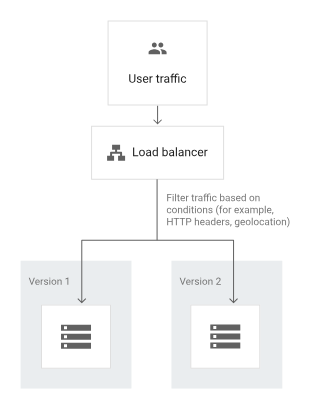 User traffic
Load balancer
Filter traffic based on
conditions (for example,
HTTP headers, geolocation)
Version 1
Version 2